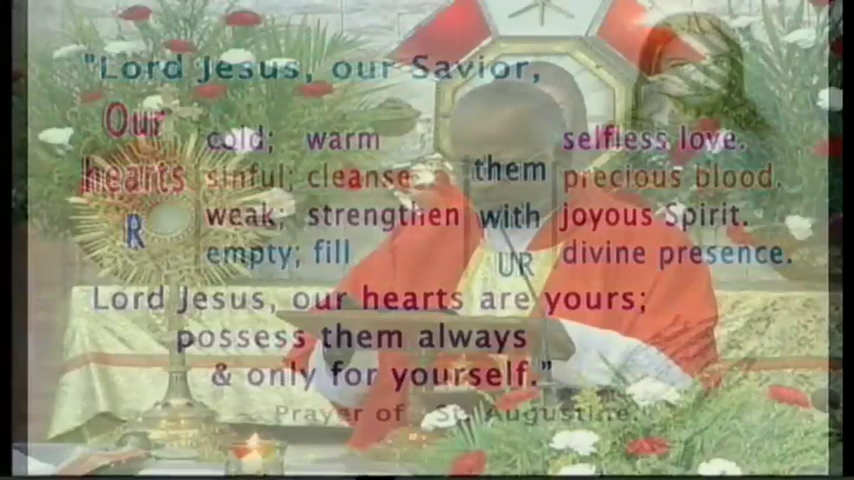 "Lord Jesus, our Savior,
Our hearts R
cold; warm
sinful; cleanse
weak; strengthen
empty; fill
them with UR
selfless love.
precious blood.
joyous Spirit.
divine presence.
Lord Jesus, our hearts are yours;
possess them always
& only for yourself."
Prayer of St. Augustine.